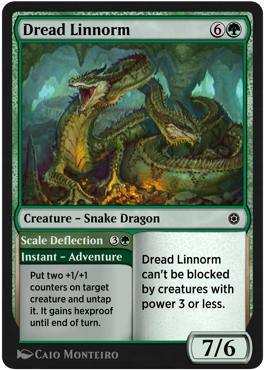 Dread Linnorm 6
Creature – Snake Dragon
Scale Deflection 3
Instant – Adventure
Put two +1/+1
counters on target
creature and untap
it. It gains hexproof
until end of turn.
Dread Linnorm
can't be blocked
by creatures with
power 3 or less.
7/6
Caio Monteiro